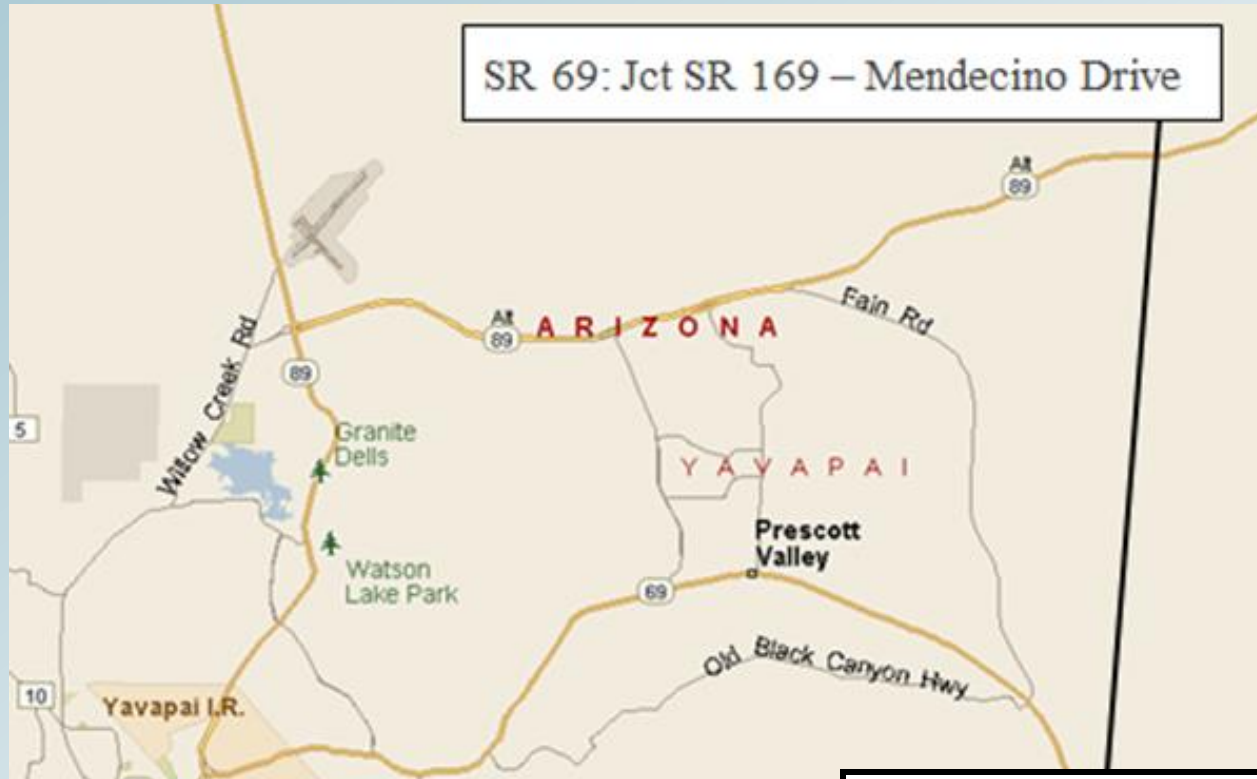 SR 69: Jct SR 169 – Mendecino Drive
Alt
89
Fain Rd
Alt
89
ARIZONA
Willow Creek Rd
89
5
Granite
Dells
YAVAPAI
Prescott
Valley
Watson
Lake Park
69
Old Black Canyon Hwy
10
Yavapai I.R.